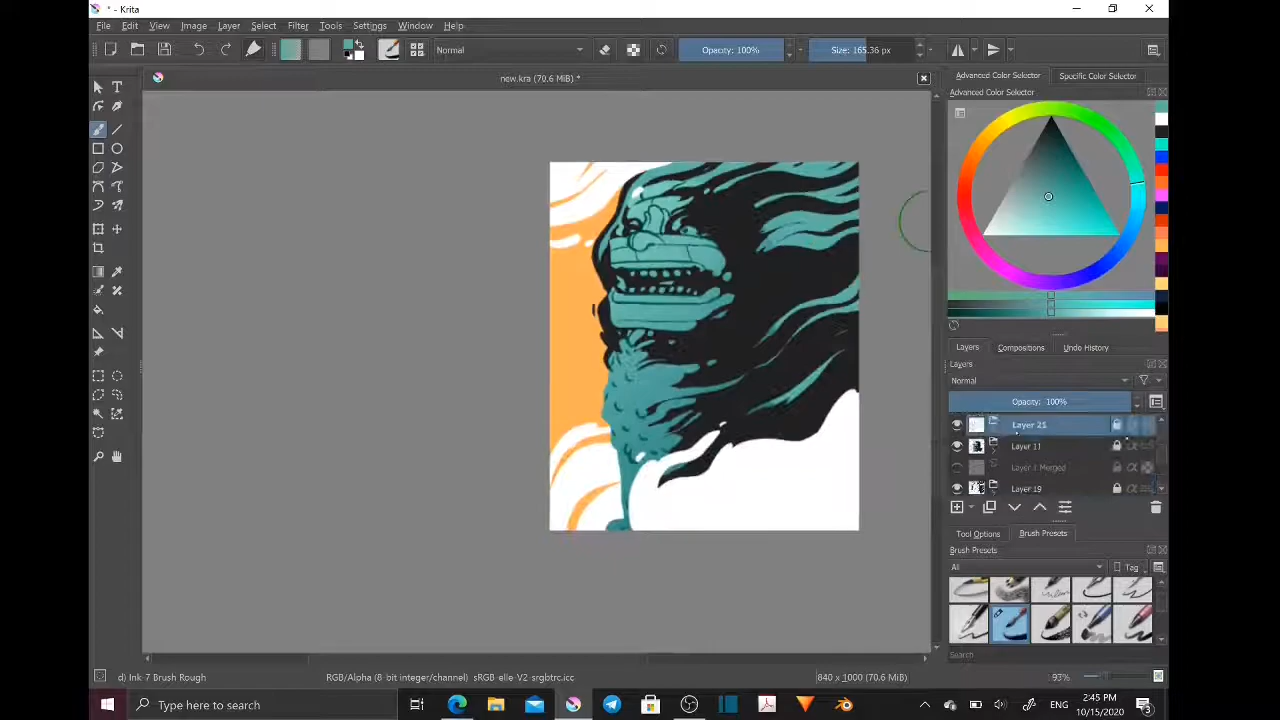 * - Krita
File Edit View Image Layer Select Filter Tools Settings Window Help
Normal Opacity: 100% Size: 165.36 px
new.kra (70.6 MiB) *
Advanced Color Selector Specific Color Selector
Advanced Color Selector
Layers Compositions Undo History
Layers
Normal
Opacity: 100%
Layer 21
Layer 11
Layer 1 Merged
Layer 19
Tool Options Brush Presets
Brush Presets
All Tag
Search
d) Ink-7 Brush Rough RGB/Alpha (8 bit integer/channel) sRGB-elle-V2-srgbtrc.icc 840 x 1000 (70.6 MiB) 93%
Type here to search ENG 2:45 PM
10/15/2020 3